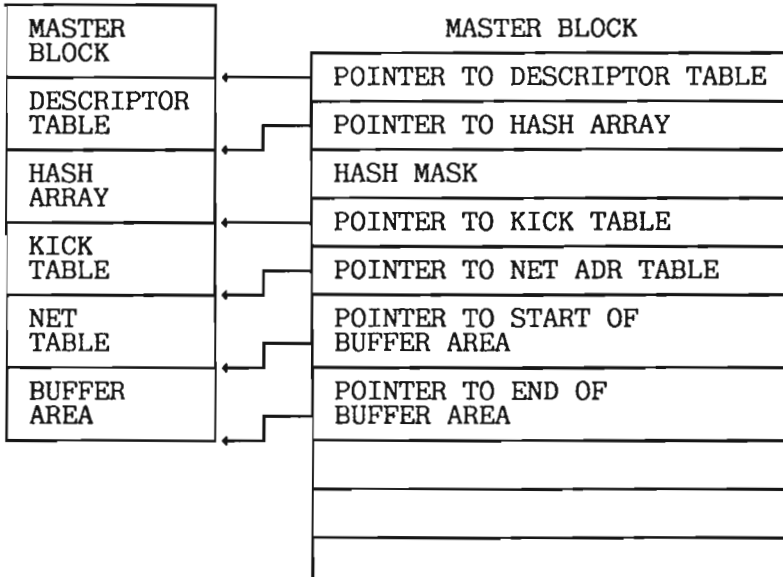 MASTER
BLOCK
DESCRIPTOR
TABLE
HASH
ARRAY
KICK
TABLE
NET
TABLE
BUFFER
AREA
MASTER BLOCK
POINTER TO DESCRIPTOR TABLE
POINTER TO HASH ARRAY
HASH MASK
POINTER TO KICK TABLE
POINTER TO NET ADR TABLE
POINTER TO START OF
BUFFER AREA
POINTER TO END OF
BUFFER AREA